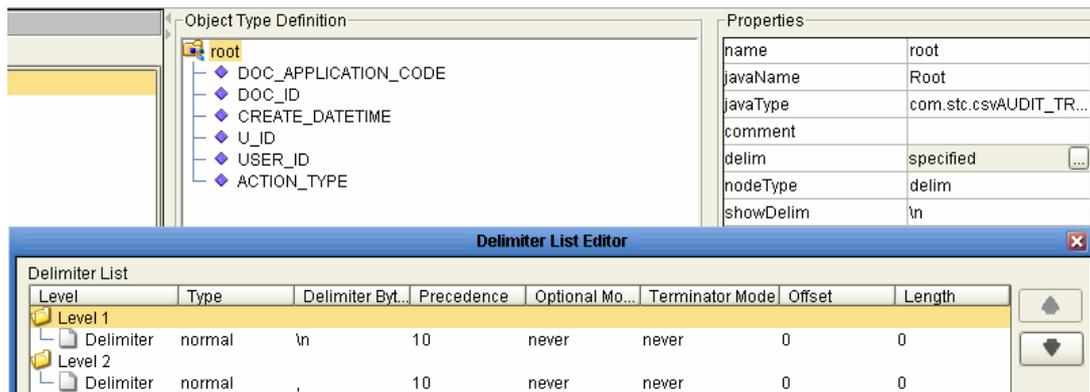 Object Type Definition
root
DOC_APPLICATION_CODE
DOC_ID
CREATE_DATETIME
U_ID
USER_ID
ACTION_TYPE
Properties
name root
javaName Root
javaType com.stc.csvAUDIT_TR...
comment
delim specified ...
nodeType delim
showDelim \n
Delimiter List Editor
Delimiter List
Level Type Delimiter Byt... Precedence Optional Mo... Terminator Mode Offset Length
Level 1
Delimiter normal \n 10 never never 0 0
Level 2
Delimiter normal , 10 never never 0 0